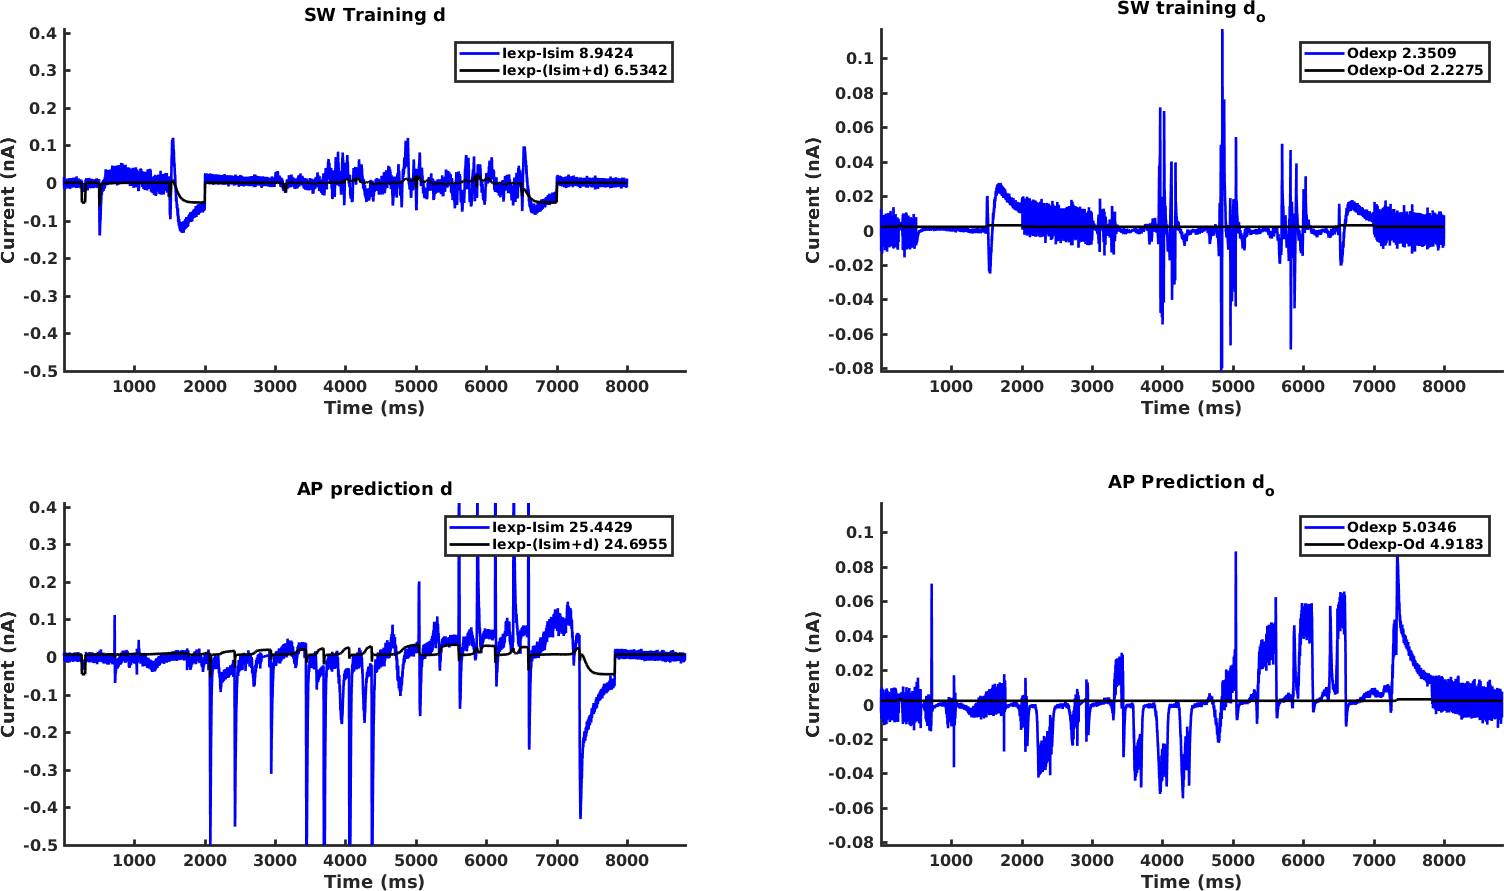 SW Training d
0.4
0.3
0.2
0.1
0
-0.1
-0.2
-0.3
-0.4
-0.5
Current (nA)
Iexp-Isim 8.9424
Iexp-(Isim+d) 6.5342
1000 2000 3000 4000 5000 6000 7000 8000
Time (ms)
SW training do
0.1
0.08
0.06
0.04
0.02
0
-0.02
-0.04
-0.06
-0.08
Current (nA)
Odexp 2.3509
Odexp-Od 2.2275
1000 2000 3000 4000 5000 6000 7000 8000
Time (ms)
AP prediction d
0.4
0.3
0.2
0.1
0
-0.1
-0.2
-0.3
-0.4
-0.5
Current (nA)
Iexp-Isim 25.4429
Iexp-(Isim+d) 24.6955
1000 2000 3000 4000 5000 6000 7000 8000
Time (ms)
AP Prediction do
0.1
0.08
0.06
0.04
0.02
0
-0.02
-0.04
-0.06
-0.08
Current (nA)
Odexp 5.0346
Odexp-Od 4.9183
1000 2000 3000 4000 5000 6000 7000 8000
Time (ms)